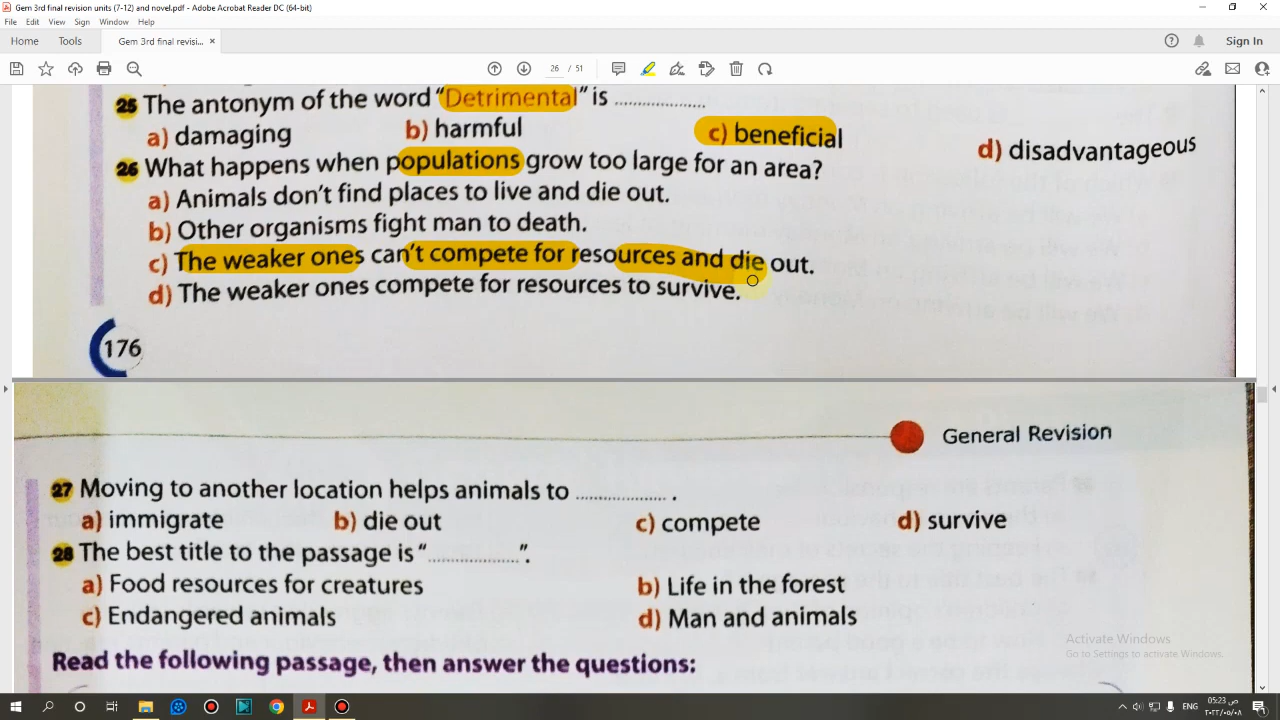 Gem 3rd final revision units (7-12) and novel.pdf - Adobe Acrobat Reader DC (64-bit)
File Edit View Sign Window Help
Home Tools Gem 3rd final revisi... × Sign In
26 / 51
25 The antonym of the word "Detrimental" is ......................
a) damaging b) harmful c) beneficial d) disadvantageous
26 What happens when populations grow too large for an area?
a) Animals don't find places to live and die out.
b) Other organisms fight man to death.
c) The weaker ones can't compete for resources and die out.
d) The weaker ones compete for resources to survive.
176
General Revision
27 Moving to another location helps animals to ...................... .
a) immigrate b) die out c) compete d) survive
28 The best title to the passage is "......................".
a) Food resources for creatures b) Life in the forest
c) Endangered animals d) Man and animals
Activate Windows
Go to Settings to activate Windows.
Read the following passage, then answer the questions:
ENG
05:23 ص
٢٠٢٢/٠٥/٠٨